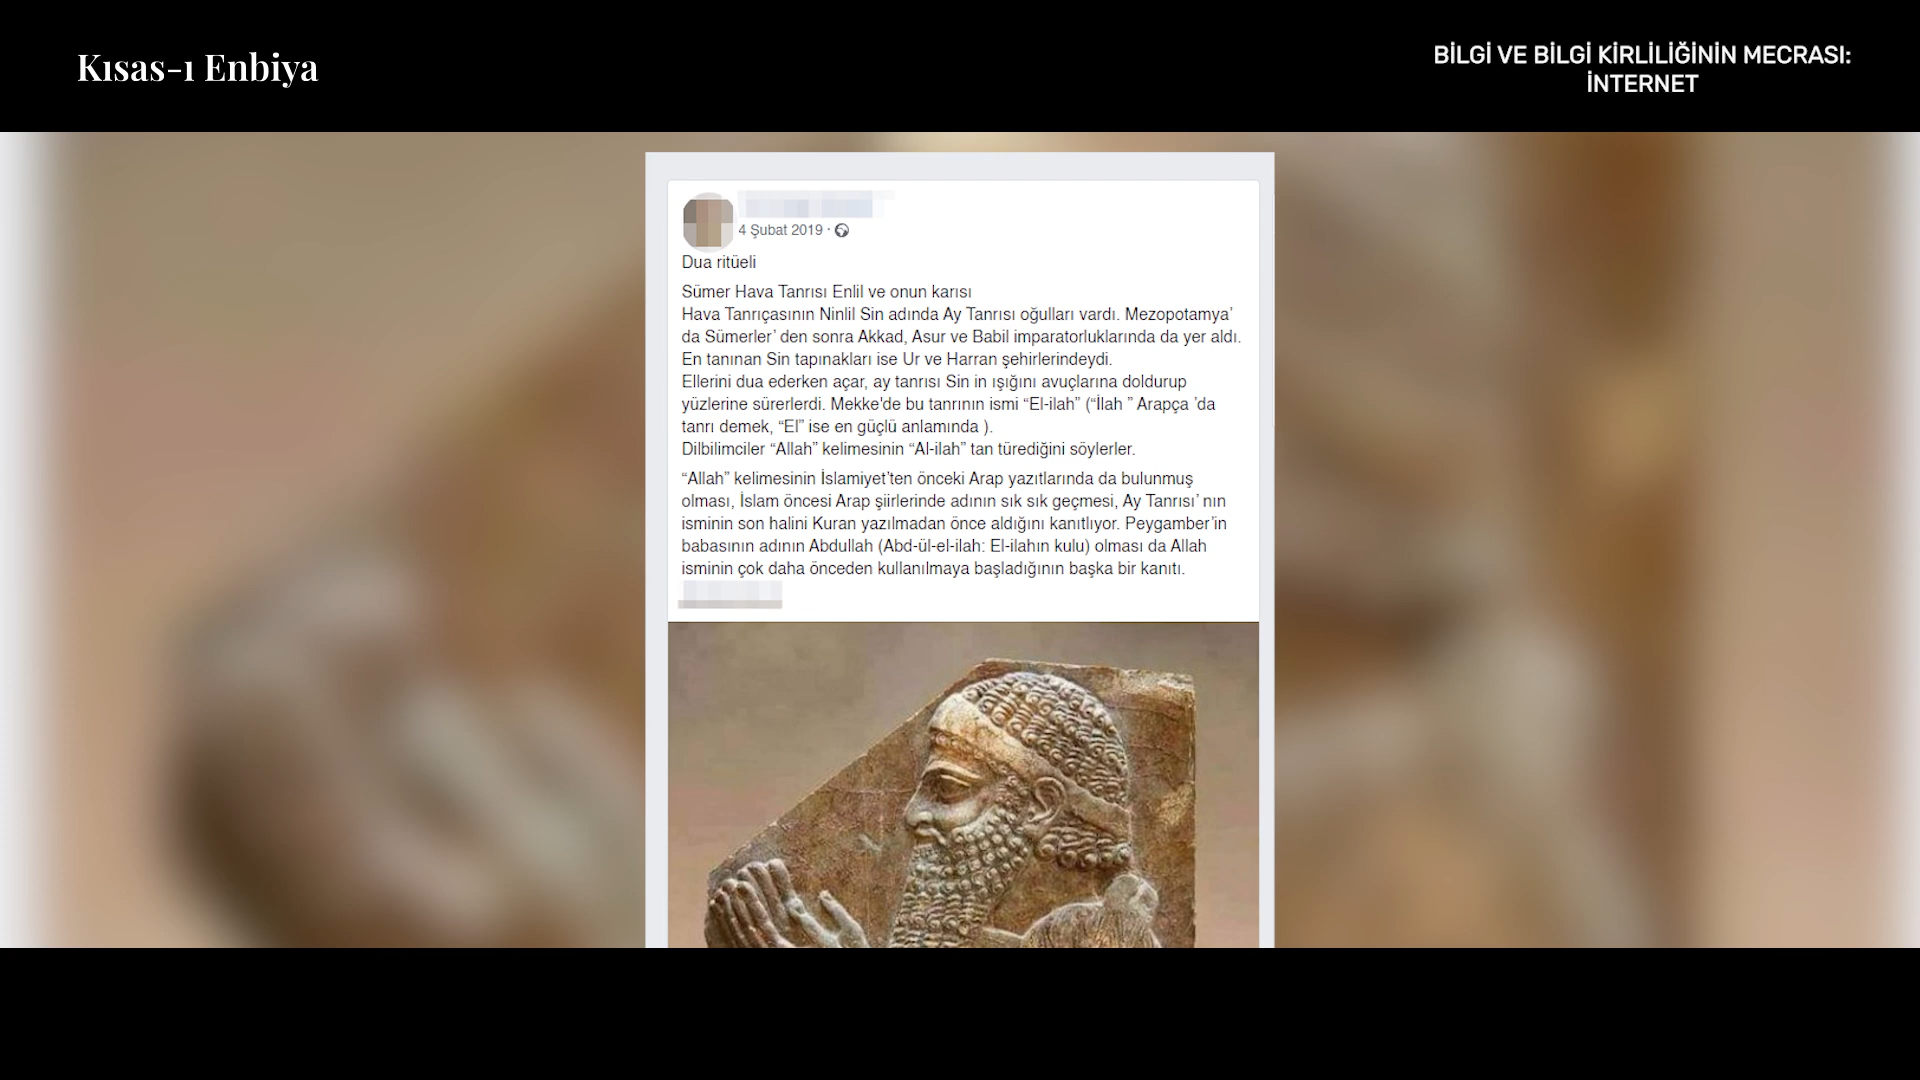 Kısas-ı Enbiya
BİLGİ VE BİLGİ KİRLİLİĞİNİN MECRASI:
İNTERNET
4 Şubat 2019 ·
Dua ritüeli
Sümer Hava Tanrısı Enlil ve onun karısı
Hava Tanrıçasının Ninlil Sin adında Ay Tanrısı oğulları vardı. Mezopotamya’
da Sümerler’ den sonra Akkad, Asur ve Babil imparatorluklarında da yer aldı.
En tanınan Sin tapınakları ise Ur ve Harran şehirlerindeydi.
Ellerini dua ederken açar, ay tanrısı Sin in ışığını avuçlarına doldurup
yüzlerine sürerlerdi. Mekke'de bu tanrının ismi “El-ilah” (“İlah ” Arapça ’da
tanrı demek, “El” ise en güçlü anlamında ).
Dilbilimciler “Allah” kelimesinin “Al-ilah” tan türediğini söylerler.
“Allah” kelimesinin İslamiyet’ten önceki Arap yazıtlarında da bulunmuş
olması, İslam öncesi Arap şiirlerinde adının sık sık geçmesi, Ay Tanrısı’ nın
isminin son halini Kuran yazılmadan önce aldığını kanıtlıyor. Peygamber’in
babasının adının Abdullah (Abd-ül-el-ilah: El-ilahın kulu) olması da Allah
isminin çok daha önceden kullanılmaya başladığının başka bir kanıtı.